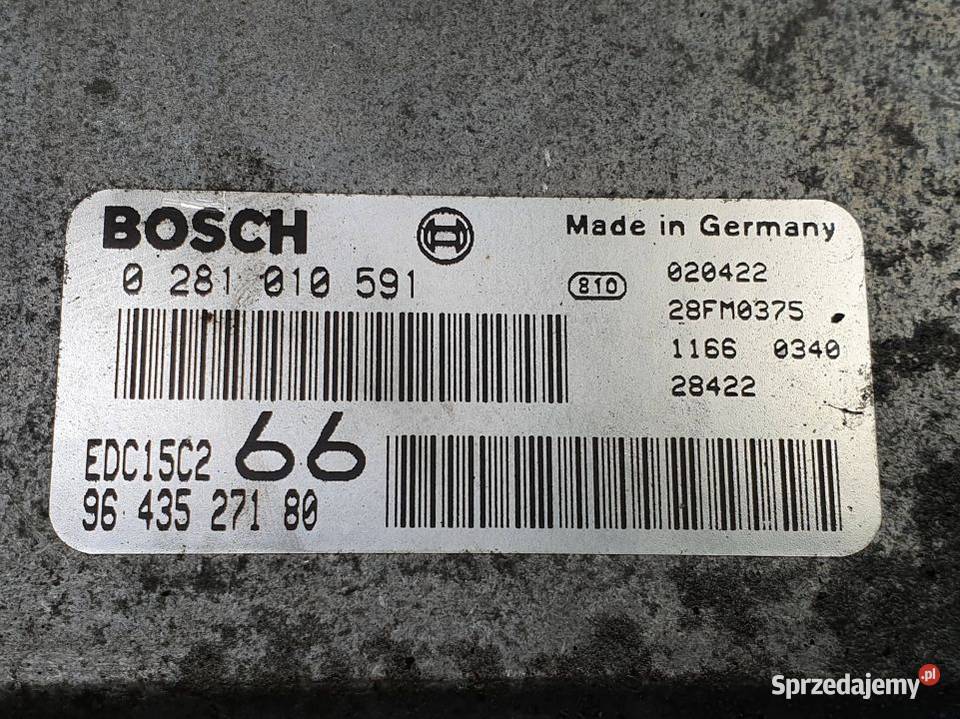 BOSCH
Made in Germany
0 281 010 591
810
020422
28FM0375
1166 0340
28422
EDC15C2 66
96 435 271 80
Sprzedajemy.pl